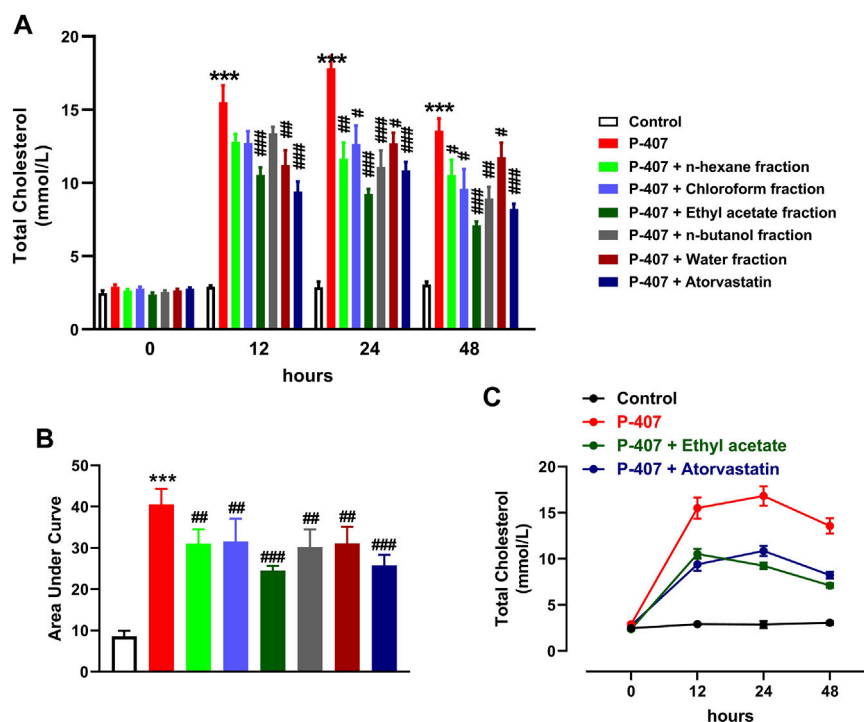 A
Total Cholesterol
(mmol/L)
20
15
10
5
0
***
###
##
###
***
##
#
###
###
#
###
***
#
#
###
##
#
###
0
12
24
48
hours
Control
P-407
P-407 + n-hexane fraction
P-407 + Chloroform fraction
P-407 + Ethyl acetate fraction
P-407 + n-butanol fraction
P-407 + Water fraction
P-407 + Atorvastatin
B
Area Under Curve
50
40
30
20
10
0
***
##
##
###
##
##
###
C
Control
P-407
P-407 + Ethyl acetate
P-407 + Atorvastatin
Total Cholesterol
(mmol/L)
20
15
10
5
0
0
12
24
48
hours